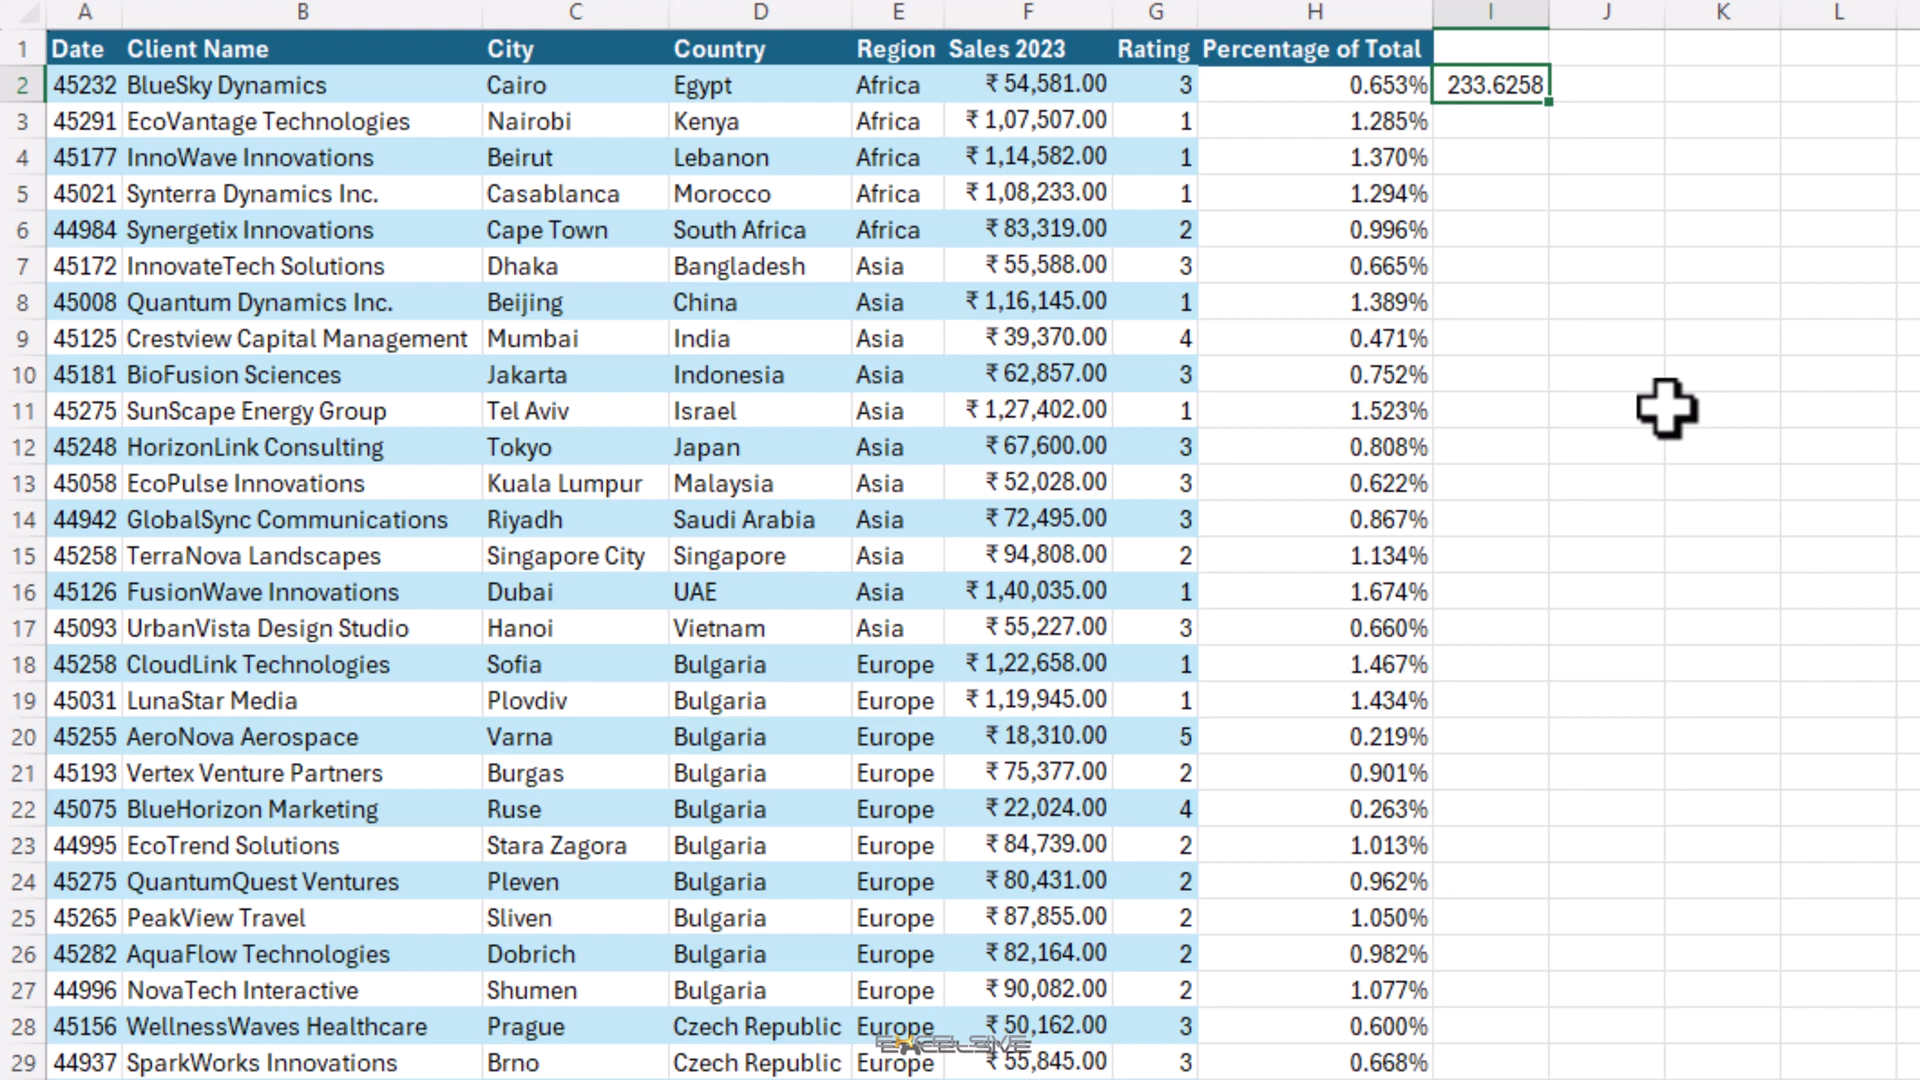 A B C D E F G H I J K L
1 Date Client Name City Country Region Sales 2023 Rating Percentage of Total
2 45232 BlueSky Dynamics Cairo Egypt Africa ₹ 54,581.00 3 0.653% 233.6258
3 45291 EcoVantage Technologies Nairobi Kenya Africa ₹ 1,07,507.00 1 1.285%
4 45177 InnoWave Innovations Beirut Lebanon Africa ₹ 1,14,582.00 1 1.370%
5 45021 Synterra Dynamics Inc. Casablanca Morocco Africa ₹ 1,08,233.00 1 1.294%
6 44984 Synergetix Innovations Cape Town South Africa Africa ₹ 83,319.00 2 0.996%
7 45172 InnovateTech Solutions Dhaka Bangladesh Asia ₹ 55,588.00 3 0.665%
8 45008 Quantum Dynamics Inc. Beijing China Asia ₹ 1,16,145.00 1 1.389%
9 45125 Crestview Capital Management Mumbai India Asia ₹ 39,370.00 4 0.471%
10 45181 BioFusion Sciences Jakarta Indonesia Asia ₹ 62,857.00 3 0.752%
11 45275 SunScape Energy Group Tel Aviv Israel Asia ₹ 1,27,402.00 1 1.523%
12 45248 HorizonLink Consulting Tokyo Japan Asia ₹ 67,600.00 3 0.808%
13 45058 EcoPulse Innovations Kuala Lumpur Malaysia Asia ₹ 52,028.00 3 0.622%
14 44942 GlobalSync Communications Riyadh Saudi Arabia Asia ₹ 72,495.00 3 0.867%
15 45258 TerraNova Landscapes Singapore City Singapore Asia ₹ 94,808.00 2 1.134%
16 45126 FusionWave Innovations Dubai UAE Asia ₹ 1,40,035.00 1 1.674%
17 45093 UrbanVista Design Studio Hanoi Vietnam Asia ₹ 55,227.00 3 0.660%
18 45258 CloudLink Technologies Sofia Bulgaria Europe ₹ 1,22,658.00 1 1.467%
19 45031 LunaStar Media Plovdiv Bulgaria Europe ₹ 1,19,945.00 1 1.434%
20 45255 AeroNova Aerospace Varna Bulgaria Europe ₹ 18,310.00 5 0.219%
21 45193 Vertex Venture Partners Burgas Bulgaria Europe ₹ 75,377.00 2 0.901%
22 45075 BlueHorizon Marketing Ruse Bulgaria Europe ₹ 22,024.00 4 0.263%
23 44995 EcoTrend Solutions Stara Zagora Bulgaria Europe ₹ 84,739.00 2 1.013%
24 45275 QuantumQuest Ventures Pleven Bulgaria Europe ₹ 80,431.00 2 0.962%
25 45265 PeakView Travel Sliven Bulgaria Europe ₹ 87,855.00 2 1.050%
26 45282 AquaFlow Technologies Dobrich Bulgaria Europe ₹ 82,164.00 2 0.982%
27 44996 NovaTech Interactive Shumen Bulgaria Europe ₹ 90,082.00 2 1.077%
28 45156 WellnessWaves Healthcare Prague Czech Republic Europe ₹ 50,162.00 3 0.600%
29 44937 SparkWorks Innovations Brno Czech Republic Europe ₹ 55,845.00 3 0.668%